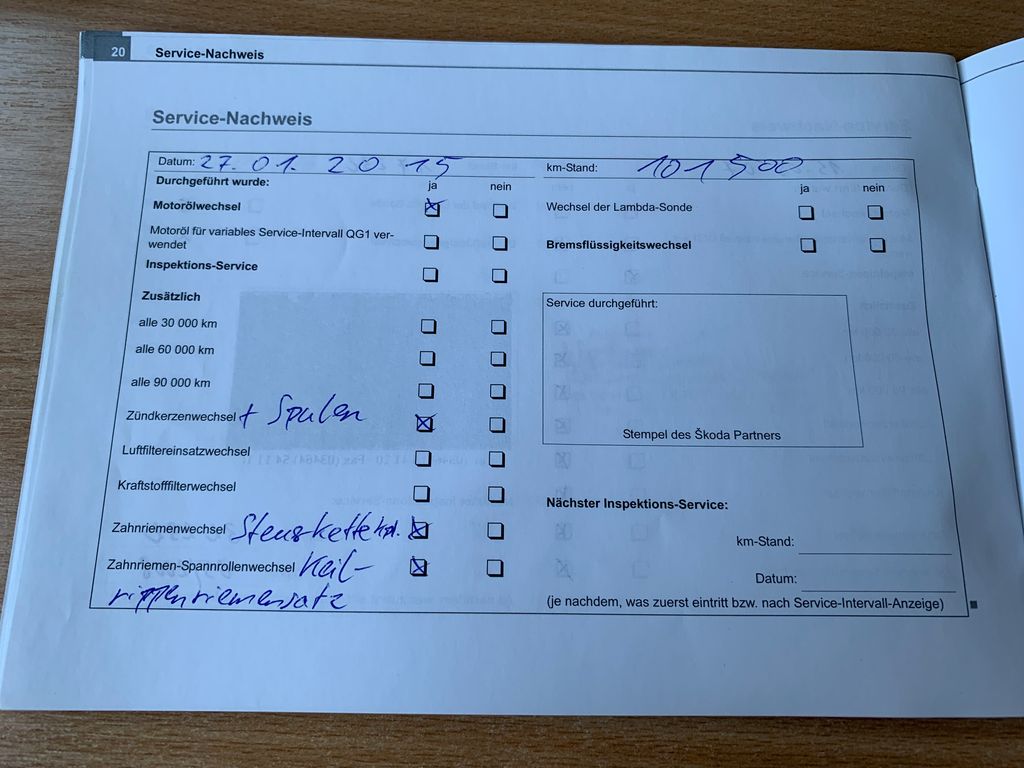 20 Service-Nachweis
Service-Nachweis
Datum: 27. 01. 2015 km-Stand: 101 500
Durchgeführt wurde: ja nein ja nein
Motorölwechsel Wechsel der Lambda-Sonde
Motoröl für variables Service-Intervall QG1 ver-
wendet
Bremsflüssigkeitswechsel
Inspektions-Service
Zusätzlich
Service durchgeführt:
alle 30 000 km
alle 60 000 km
alle 90 000 km
Zündkerzenwechsel + Spulen
Stempel des Škoda Partners
Luftfiltereinsatzwechsel
Kraftstofffilterwechsel
Nächster Inspektions-Service:
Zahnriemenwechsel Steuerkette kpl.
km-Stand:
Zahnriemen-Spannrollenwechsel Keil-
Datum:
rippenriemensatz
(je nachdem, was zuerst eintritt bzw. nach Service-Intervall-Anzeige)